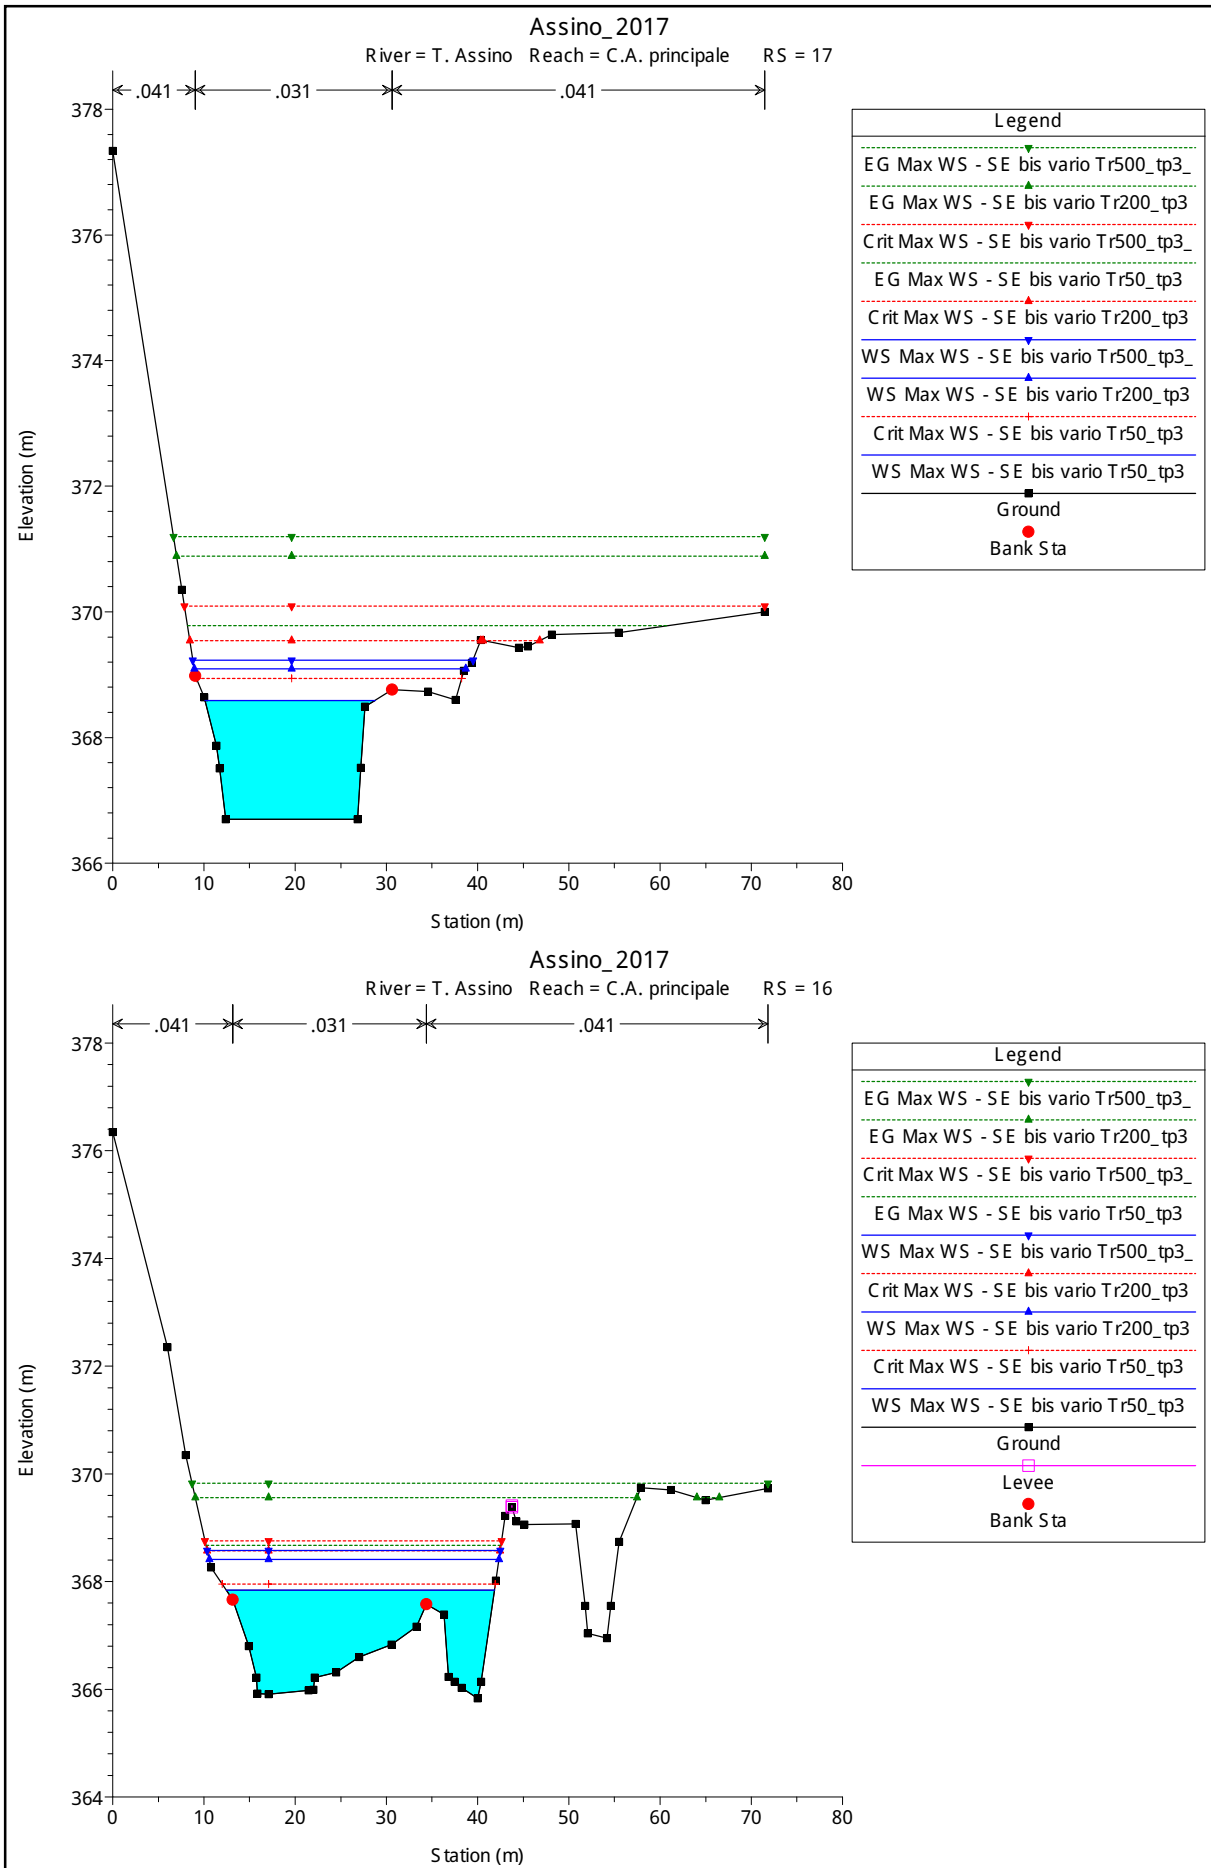 Assino_2017
River = T. Assino Reach = C.A. principale RS = 17
.041 .031 .041
378
376
374
372
370
368
366
Elevation (m)
0 10 20 30 40 50 60 70 80
Station (m)
Legend
EG Max WS - SE bis vario Tr500_tp3_
EG Max WS - SE bis vario Tr200_tp3
Crit Max WS - SE bis vario Tr500_tp3_
EG Max WS - SE bis vario Tr50_tp3
Crit Max WS - SE bis vario Tr200_tp3
WS Max WS - SE bis vario Tr500_tp3_
WS Max WS - SE bis vario Tr200_tp3
Crit Max WS - SE bis vario Tr50_tp3
WS Max WS - SE bis vario Tr50_tp3
Ground
Bank Sta
Assino_2017
River = T. Assino Reach = C.A. principale RS = 16
.041 .031 .041
378
376
374
372
370
368
366
364
Elevation (m)
0 10 20 30 40 50 60 70 80
Station (m)
Legend
EG Max WS - SE bis vario Tr500_tp3_
EG Max WS - SE bis vario Tr200_tp3
Crit Max WS - SE bis vario Tr500_tp3_
EG Max WS - SE bis vario Tr50_tp3
WS Max WS - SE bis vario Tr500_tp3_
Crit Max WS - SE bis vario Tr200_tp3
WS Max WS - SE bis vario Tr200_tp3
Crit Max WS - SE bis vario Tr50_tp3
WS Max WS - SE bis vario Tr50_tp3
Ground
Levee
Bank Sta